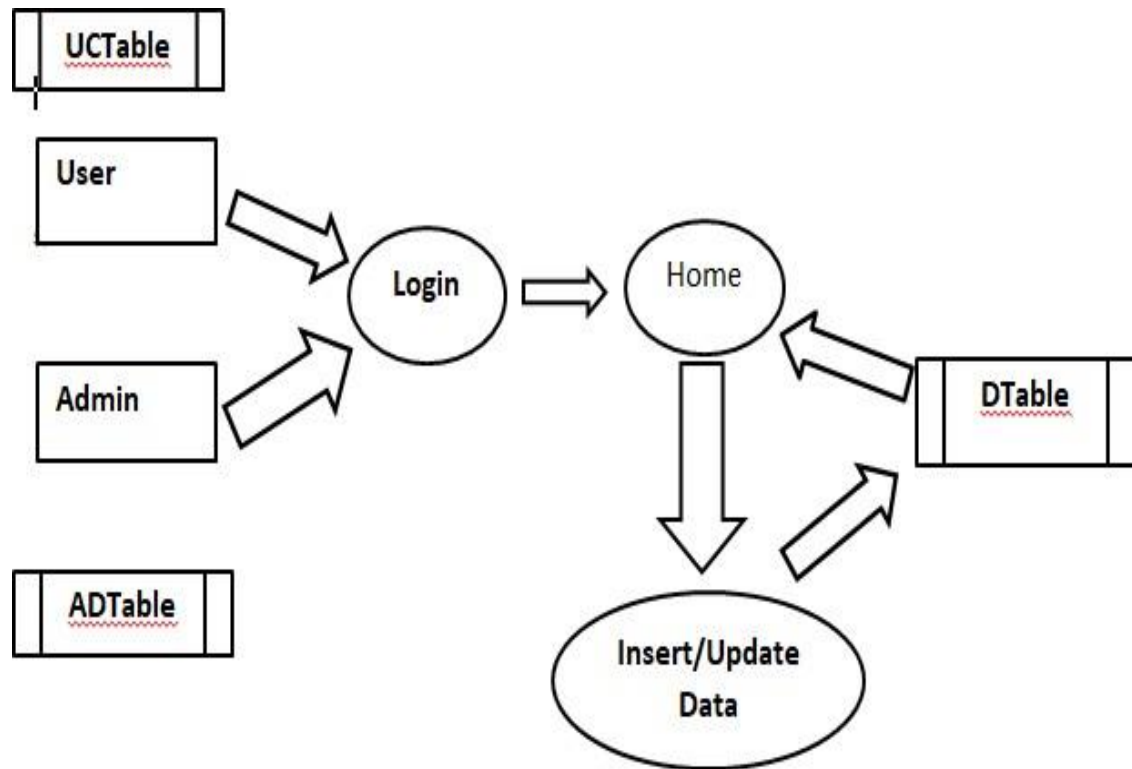 UCTable
User
Login
Home
Admin
DTable
ADTable
Insert/Update
Data